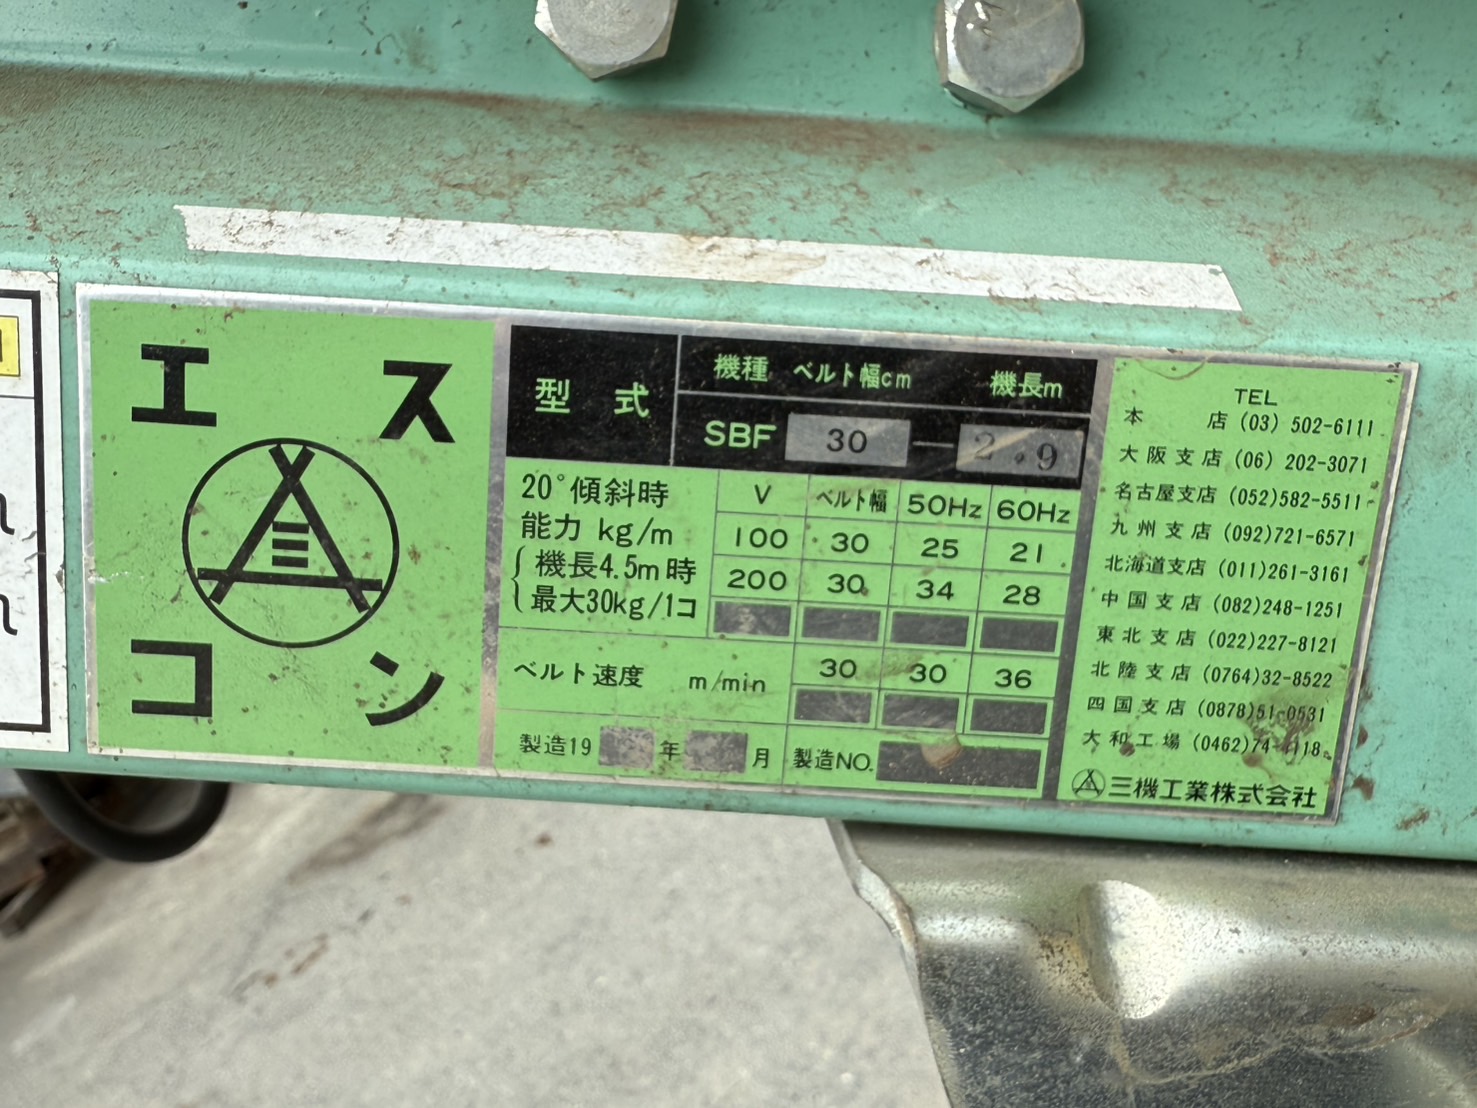 エス
コン
型式
機種 ベルト幅cm 機長m
SBF 30 — 2.9
20°傾斜時
能力 kg/m
機長4.5m時
最大30kg/1コ
V ベルト幅 50Hz 60Hz
100 30 25 21
200 30 34 28
ベルト速度 m/min 30 30 36
製造19 年 月 製造NO.
TEL
本店 (03) 502-6111
大阪支店 (06) 202-3071
名古屋支店 (052)582-5511
九州支店 (092)721-6571
北海道支店 (011)261-3161
中国支店 (082)248-1251
東北支店 (022)227-8121
北陸支店 (0764)32-8522
四国支店 (0878)51-0531
大和工場
三機工業株式会社
れ
れ